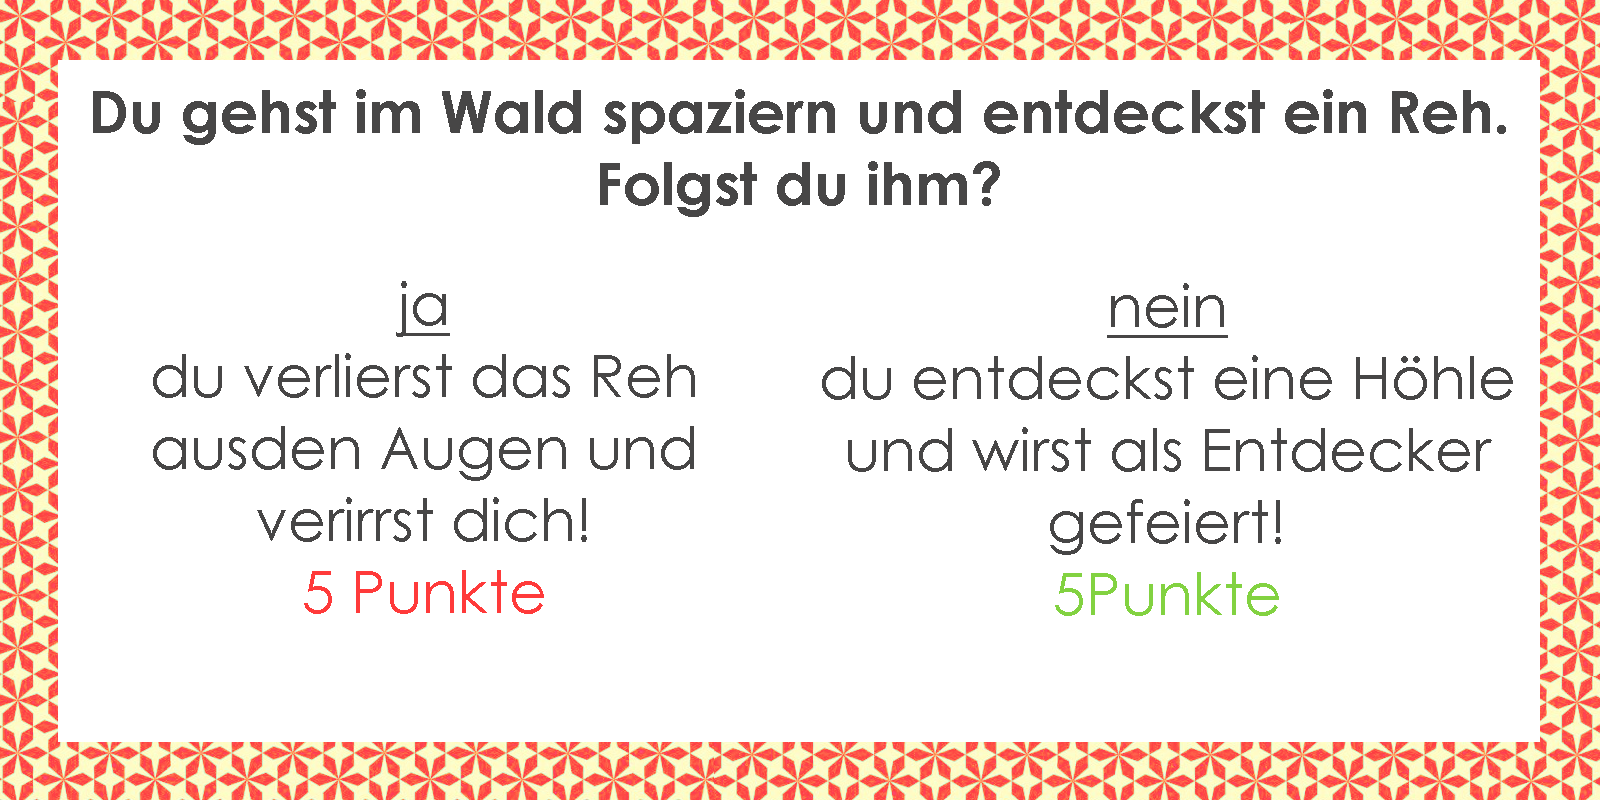 Du gehst im Wald spaziern und entdeckst ein Reh.
Folgst du ihm?
ja
du verlierst das Reh
ausden Augen und
verirrst dich!
5 Punkte
nein
du entdeckst eine Höhle
und wirst als Entdecker
gefeiert!
5Punkte